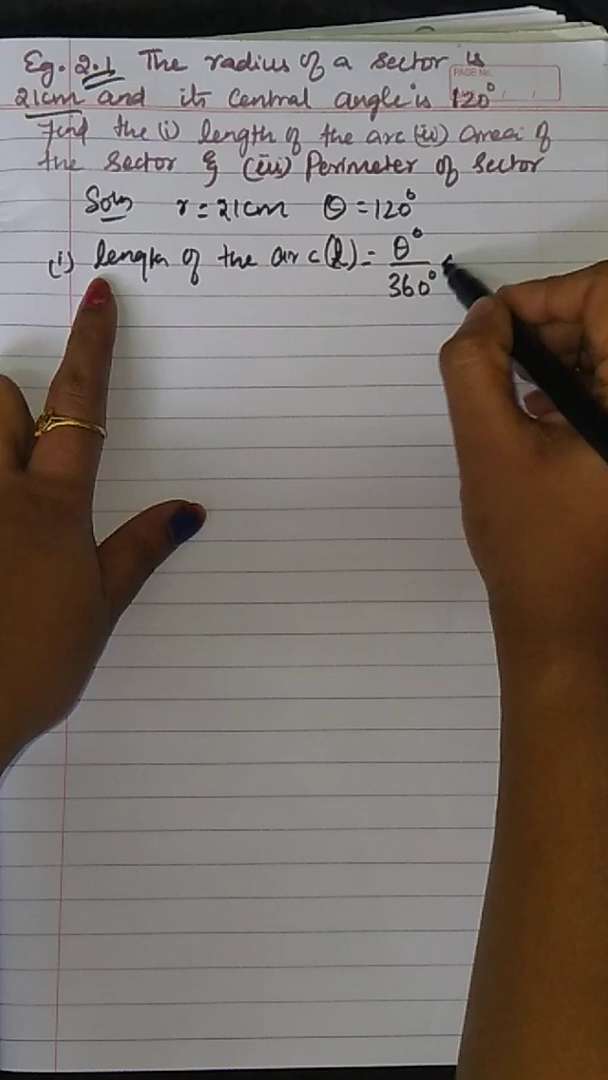 Eg. 2.1 The radius of a sector is
PAGE No.
21cm and its Central angle is 120°
Find the (i) length of the arc (ii) area of
the Sector & (iii) Perimeter of Sector
Soln r = 21cm θ = 120°
(i) length of the arc (l) = θ°/360°